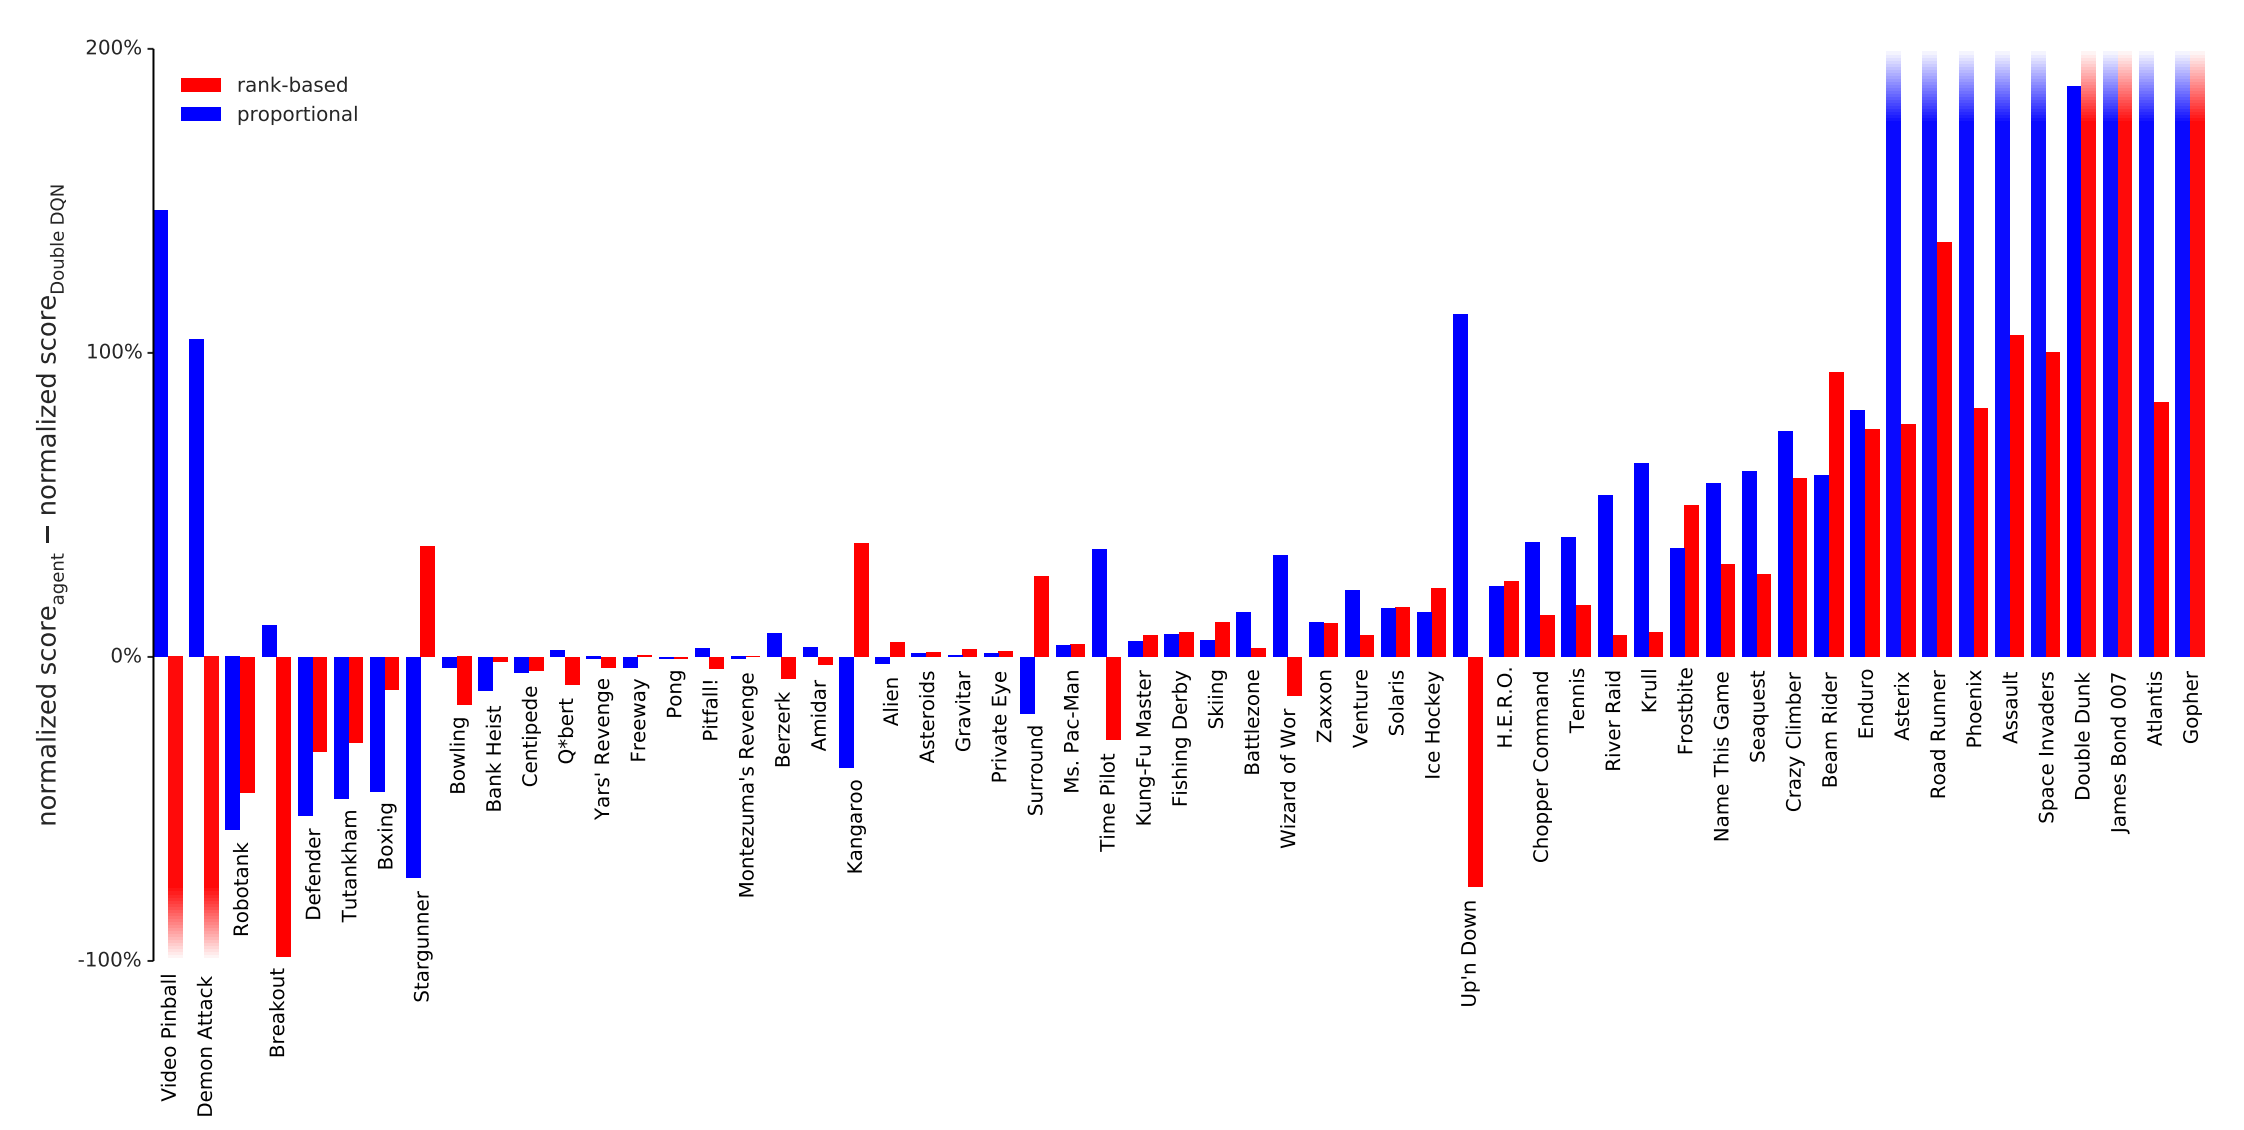 200%
100%
0%
-100%
normalized score_agent − normalized score_Double DQN
rank-based
proportional
Video Pinball
Demon Attack
Robotank
Breakout
Defender
Tutankham
Boxing
Stargunner
Bowling
Bank Heist
Centipede
Q*bert
Yars' Revenge
Freeway
Pong
Pitfall!
Montezuma's Revenge
Berzerk
Amidar
Kangaroo
Alien
Asteroids
Gravitar
Private Eye
Surround
Ms. Pac-Man
Time Pilot
Kung-Fu Master
Fishing Derby
Skiing
Battlezone
Wizard of Wor
Zaxxon
Venture
Solaris
Ice Hockey
Up'n Down
H.E.R.O.
Chopper Command
Tennis
River Raid
Krull
Frostbite
Name This Game
Seaquest
Crazy Climber
Beam Rider
Enduro
Asterix
Road Runner
Phoenix
Assault
Space Invaders
Double Dunk
James Bond 007
Atlantis
Gopher